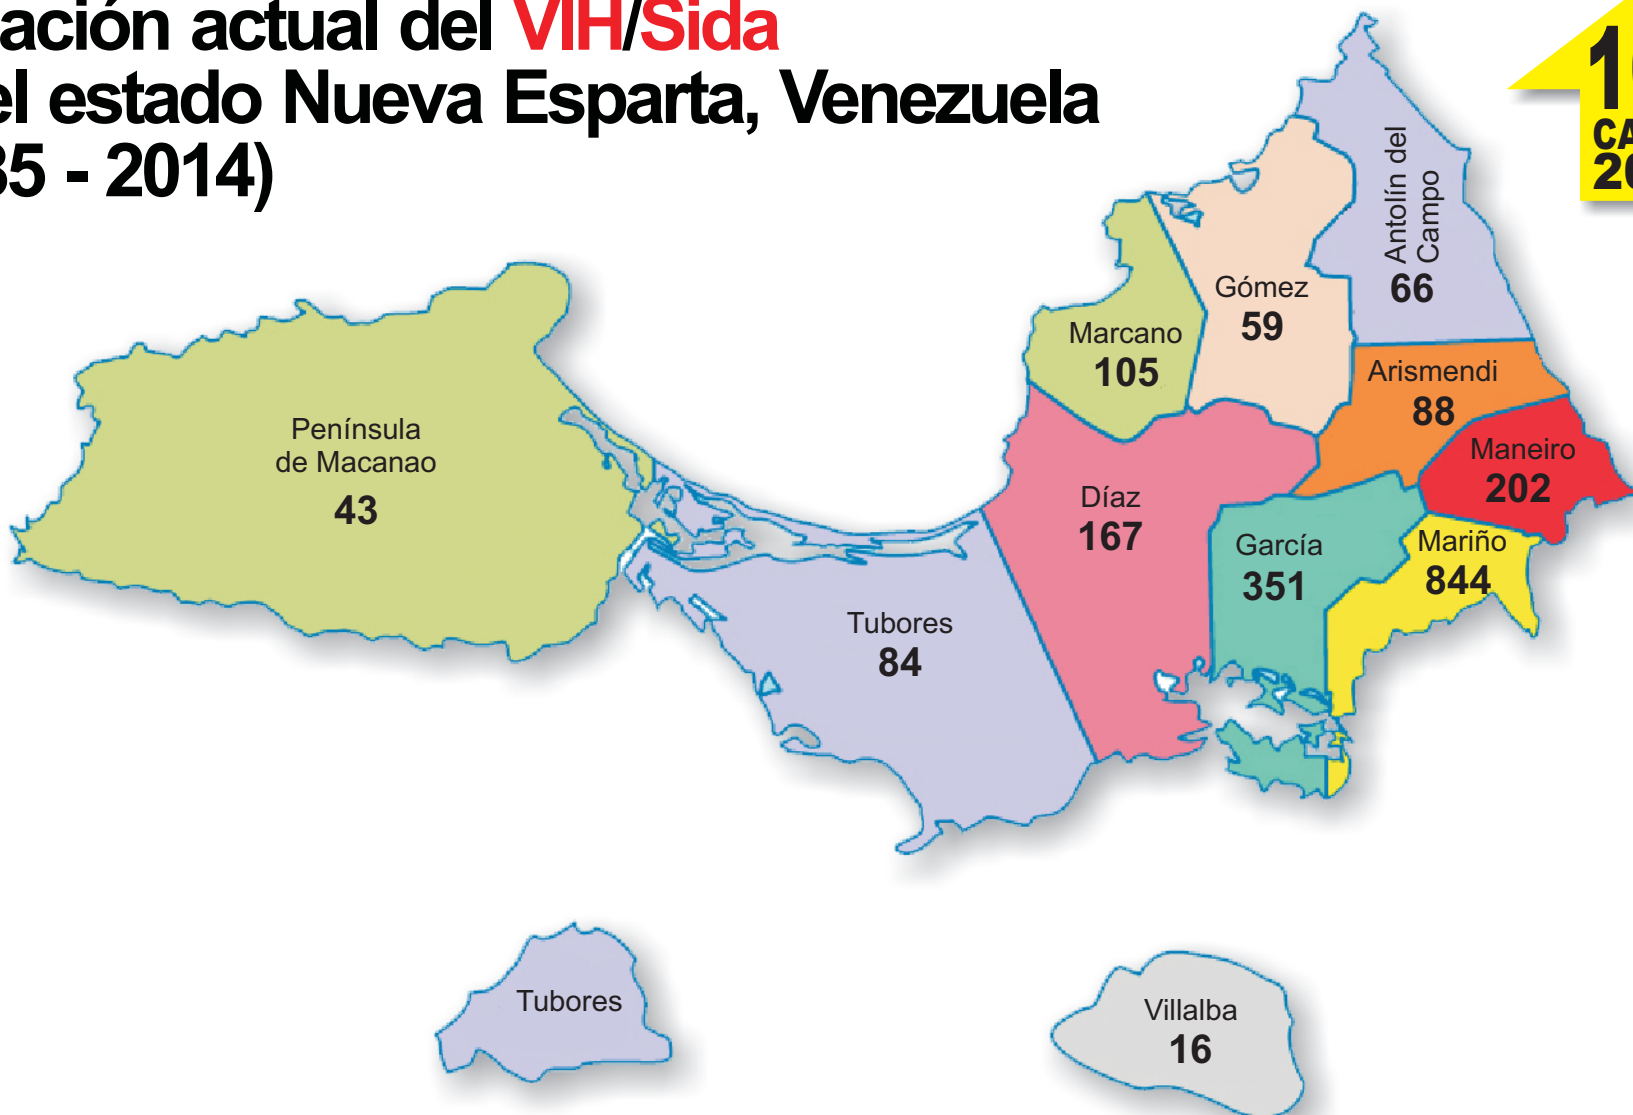 ación actual del VIH/Sida
el estado Nueva Esparta, Venezuela
85 - 2014)
Antolín del
Campo
66
Gómez
59
Marcano
105
Arismendi
88
Maneiro
202
Península
de Macanao
43
Díaz
167
García
351
Mariño
844
Tubores
84
Tubores
Villalba
16